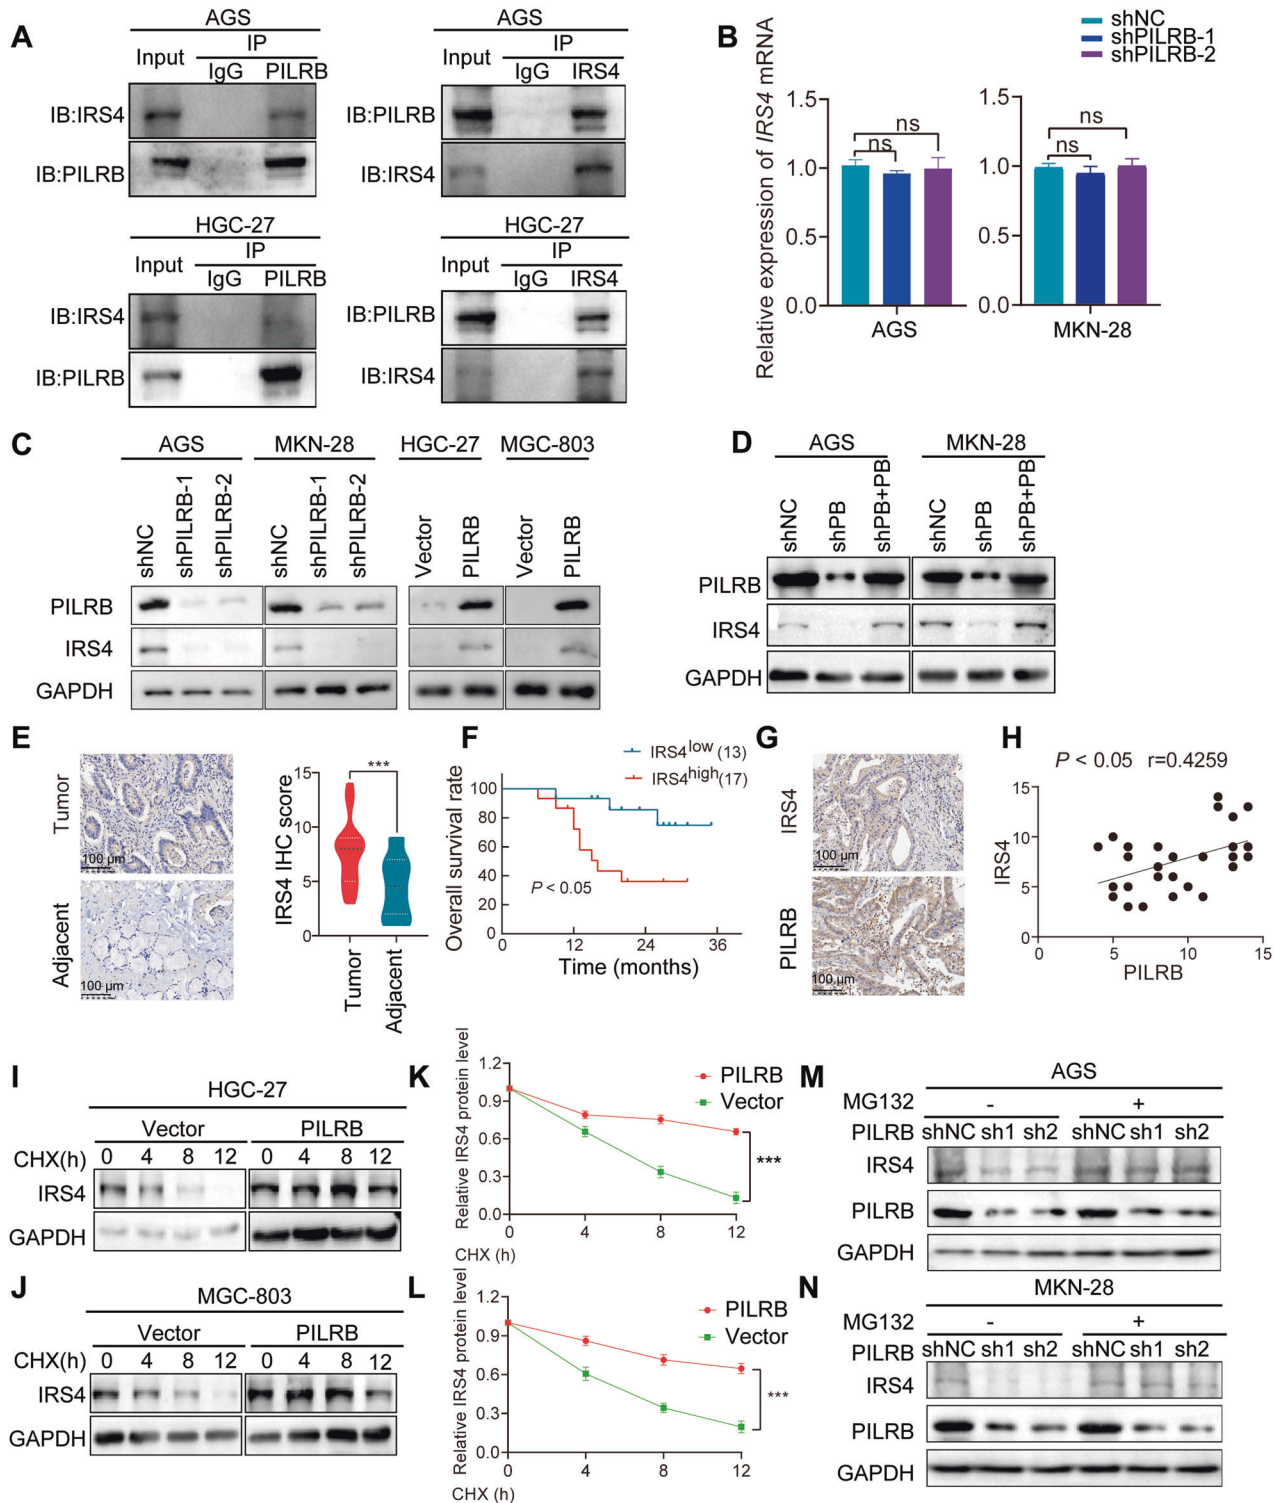 A
AGS
Input
IP
IgG PILRB
IB:IRS4
IB:PILRB
AGS
Input
IP
IgG IRS4
IB:PILRB
IB:IRS4
HGC-27
Input
IP
IgG PILRB
IB:IRS4
IB:PILRB
HGC-27
Input
IP
IgG IRS4
IB:PILRB
IB:IRS4
B
shNC
shPILRB-1
shPILRB-2
Relative expression of IRS4 mRNA
1.5
1.0
0.5
0.0
ns
ns
AGS
1.5
1.0
0.5
0.0
ns
ns
MKN-28
C
AGS MKN-28 HGC-27 MGC-803
shNC
shPILRB-1
shPILRB-2
shNC
shPILRB-1
shPILRB-2
Vector
PILRB
Vector
PILRB
PILRB
IRS4
GAPDH
D
AGS MKN-28
shNC
shPB
shPB+PB
shNC
shPB
shPB+PB
PILRB
IRS4
GAPDH
E
Tumor
100 μm
Adjacent
100 μm
IRS4 IHC score
15
10
5
0
***
Tumor
Adjacent
F
IRS4low (13)
IRS4high (17)
Overall survival rate
100
80
60
40
20
0
P < 0.05
0 12 24 36
Time (months)
G
IRS4
100 μm
PILRB
100 μm
H
P < 0.05 r=0.4259
IRS4
15
10
5
0
0 5 10 15
PILRB
I
HGC-27
Vector PILRB
CHX(h) 0 4 8 12 0 4 8 12
IRS4
GAPDH
J
MGC-803
Vector PILRB
CHX(h) 0 4 8 12 0 4 8 12
IRS4
GAPDH
K
Relative IRS4 protein level
1.2
0.9
0.6
0.3
0.0
PILRB
Vector
***
0 4 8 12
CHX (h)
L
Relative IRS4 protein level
1.2
0.9
0.6
0.3
0.0
PILRB
Vector
***
0 4 8 12
CHX (h)
M
AGS
MG132 - +
PILRB shNC sh1 sh2 shNC sh1 sh2
IRS4
PILRB
GAPDH
N
MKN-28
MG132 - +
PILRB shNC sh1 sh2 shNC sh1 sh2
IRS4
PILRB
GAPDH